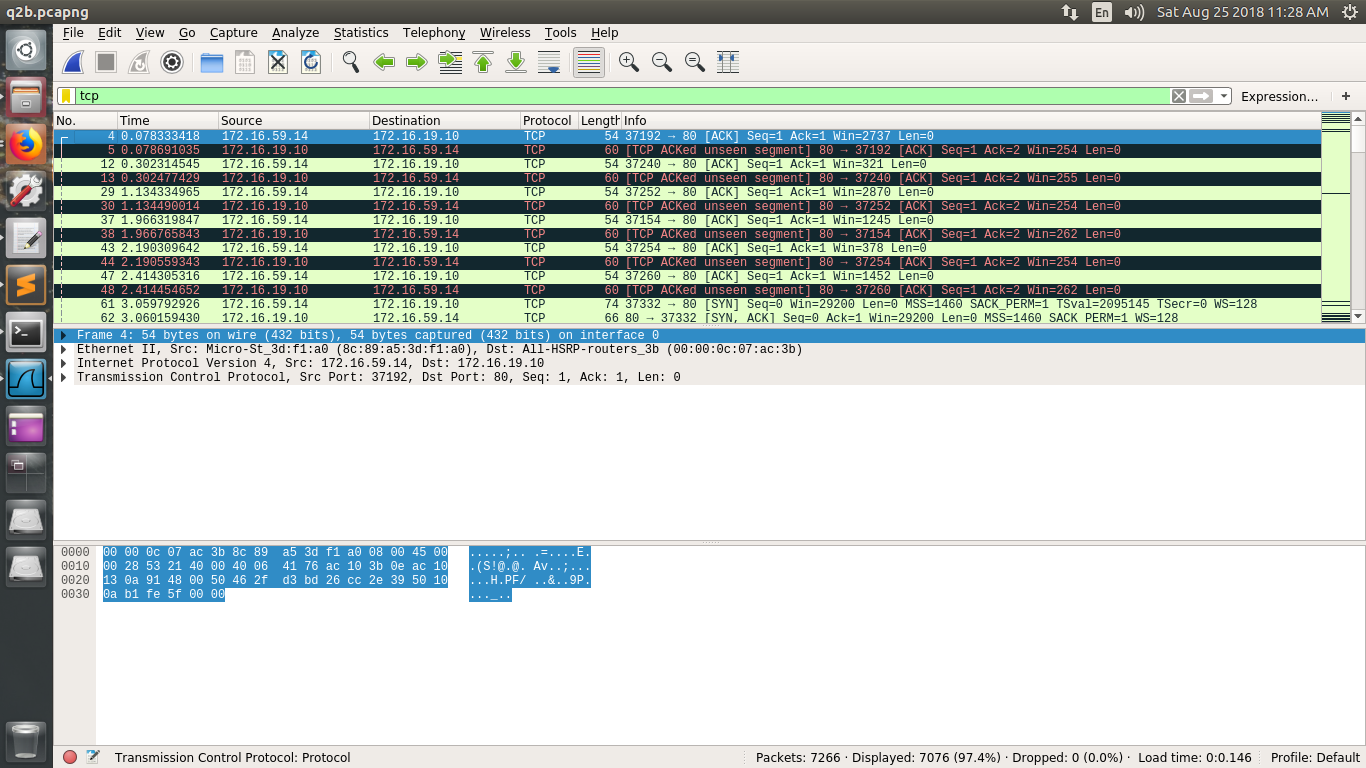 q2b.pcapng En Sat Aug 25 2018 11:28 AM
File Edit View Go Capture Analyze Statistics Telephony Wireless Tools Help
tcp Expression... +
No. Time Source Destination Protocol Length Info
4 0.078333418 172.16.59.14 172.16.19.10 TCP 54 37192 → 80 [ACK] Seq=1 Ack=1 Win=2737 Len=0
5 0.078691035 172.16.19.10 172.16.59.14 TCP 60 [TCP ACKed unseen segment] 80 → 37192 [ACK] Seq=1 Ack=2 Win=254 Len=0
12 0.302314545 172.16.59.14 172.16.19.10 TCP 54 37240 → 80 [ACK] Seq=1 Ack=1 Win=321 Len=0
13 0.302477429 172.16.19.10 172.16.59.14 TCP 60 [TCP ACKed unseen segment] 80 → 37240 [ACK] Seq=1 Ack=2 Win=255 Len=0
29 1.134334965 172.16.59.14 172.16.19.10 TCP 54 37252 → 80 [ACK] Seq=1 Ack=1 Win=2870 Len=0
30 1.134490014 172.16.19.10 172.16.59.14 TCP 60 [TCP ACKed unseen segment] 80 → 37252 [ACK] Seq=1 Ack=2 Win=254 Len=0
37 1.966319847 172.16.59.14 172.16.19.10 TCP 54 37154 → 80 [ACK] Seq=1 Ack=1 Win=1245 Len=0
38 1.966765843 172.16.19.10 172.16.59.14 TCP 60 [TCP ACKed unseen segment] 80 → 37154 [ACK] Seq=1 Ack=2 Win=262 Len=0
43 2.190309642 172.16.59.14 172.16.19.10 TCP 54 37254 → 80 [ACK] Seq=1 Ack=1 Win=378 Len=0
44 2.190559343 172.16.19.10 172.16.59.14 TCP 60 [TCP ACKed unseen segment] 80 → 37254 [ACK] Seq=1 Ack=2 Win=254 Len=0
47 2.414305316 172.16.59.14 172.16.19.10 TCP 54 37260 → 80 [ACK] Seq=1 Ack=1 Win=1452 Len=0
48 2.414454652 172.16.19.10 172.16.59.14 TCP 60 [TCP ACKed unseen segment] 80 → 37260 [ACK] Seq=1 Ack=2 Win=262 Len=0
61 3.059792926 172.16.59.14 172.16.19.10 TCP 74 37332 → 80 [SYN] Seq=0 Win=29200 Len=0 MSS=1460 SACK_PERM=1 TSval=2095145 TSecr=0 WS=128
62 3.060159430 172.16.19.10 172.16.59.14 TCP 66 80 → 37332 [SYN, ACK] Seq=0 Ack=1 Win=29200 Len=0 MSS=1460 SACK_PERM=1 WS=128
Frame 4: 54 bytes on wire (432 bits), 54 bytes captured (432 bits) on interface 0
Ethernet II, Src: Micro-St_3d:f1:a0 (8c:89:a5:3d:f1:a0), Dst: All-HSRP-routers_3b (00:00:0c:07:ac:3b)
Internet Protocol Version 4, Src: 172.16.59.14, Dst: 172.16.19.10
Transmission Control Protocol, Src Port: 37192, Dst Port: 80, Seq: 1, Ack: 1, Len: 0
0000 00 00 0c 07 ac 3b 8c 89 a5 3d f1 a0 08 00 45 00 .....;.. .=....E.
0010 00 28 53 21 40 00 40 06 41 76 ac 10 3b 0e ac 10 .(S!@.@. Av..;...
0020 13 0a 91 48 00 50 46 2f d3 bd 26 cc 2e 39 50 10 ...H.PF/ ..&..9P.
0030 0a b1 fe 5f 00 00 ..._..
Transmission Control Protocol: Protocol Packets: 7266 · Displayed: 7076 (97.4%) · Dropped: 0 (0.0%) · Load time: 0:0.146 Profile: Default